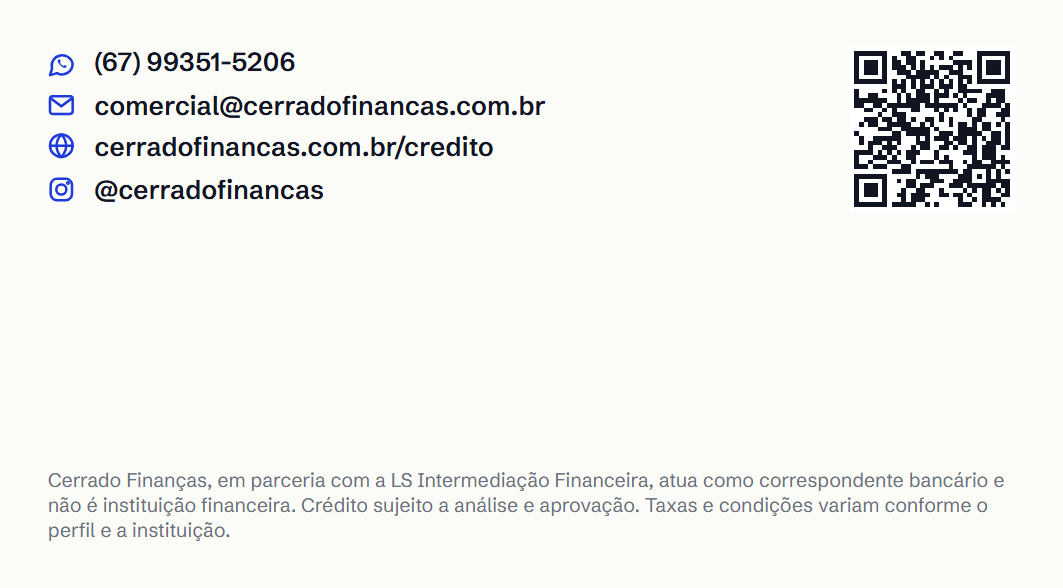 (67) 99351-5206
comercial@cerradofinancas.com.br
cerradofinancas.com.br/credito
@cerradofinancas
Cerrado Finanças, em parceria com a LS Intermediação Financeira, atua como correspondente bancário e
não é instituição financeira. Crédito sujeito a análise e aprovação. Taxas e condições variam conforme o
perfil e a instituição.